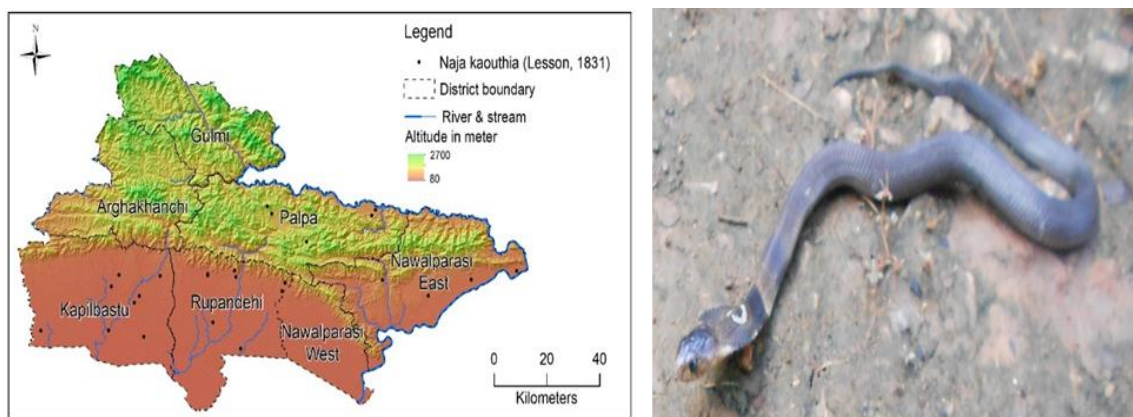 N
Legend
Naja kaouthia (Lesson, 1831)
District boundary
River & stream
Altitude in meter
2700
80
Gulmi
Arghakhanchi
Palpa
Nawalparasi
East
Kapilbastu
Rupandehi
Nawalparasi
West
0 20 40
Kilometers